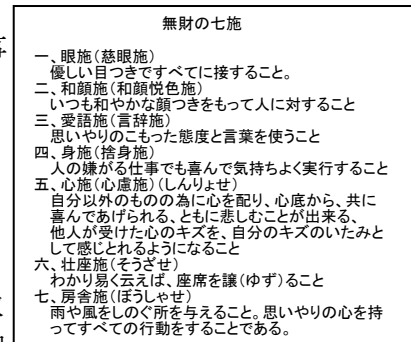 無財の七施
一、眼施(慈眼施)
優しい目つきですべてに接すること。
二、和顔施(和顔悦色施)
いつも和やかな顔つきをもって人に対すること
三、愛語施(言辞施)
思いやりのこもった態度と言葉を使うこと
四、身施(捨身施)
人の嫌がる仕事でも喜んで気持ちよく実行すること
五、心施(心慮施)(しんりょせ)
自分以外のものの為に心を配り、心底から、共に
喜んであげられる、ともに悲しむことが出来る、
他人が受けた心のキズを、自分のキズのいたみと
して感じとれるようになること
六、壮座施(そうざせ)
わかり易く云えば、座席を譲(ゆず)ること
七、房舎施(ぼうしゃせ)
雨や風をしのぐ所を与えること。思いやりの心を持
ってすべての行動をすることである。